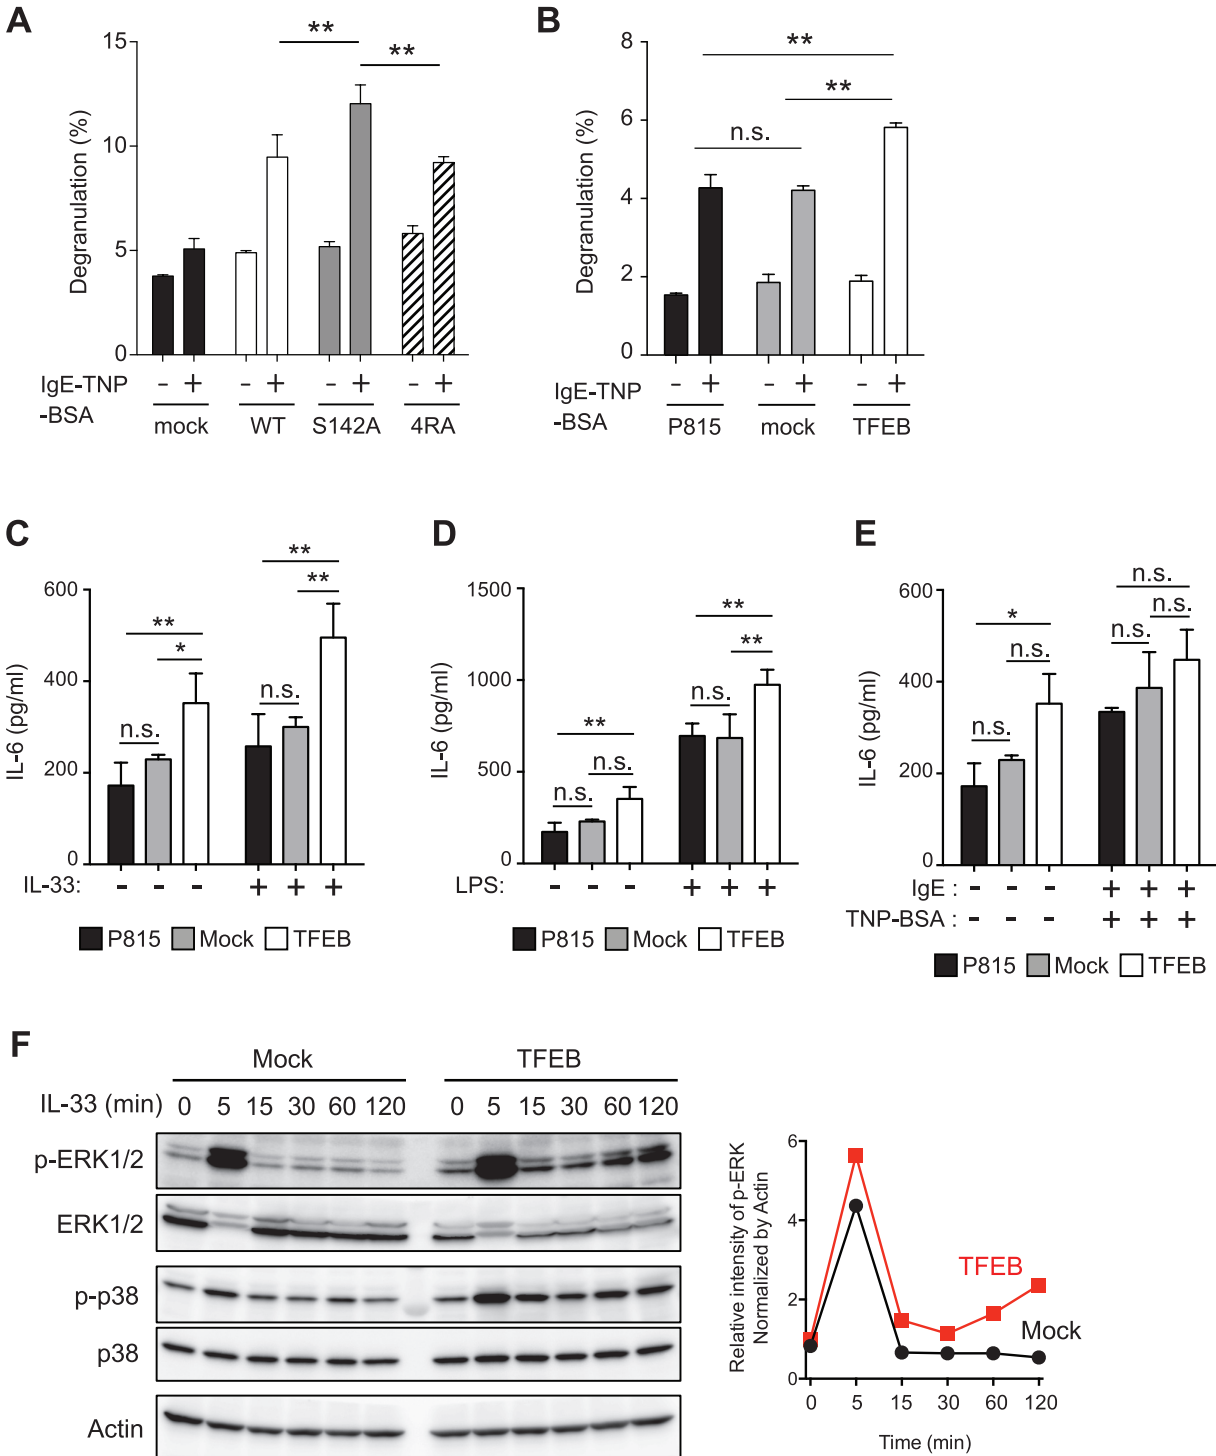 A
Degranulation (%)
15
10
5
0
**
**
IgE-TNP
-BSA
- + - + - + - +
mock WT S142A 4RA
B
Degranulation (%)
8
6
4
2
0
**
**
n.s.
IgE-TNP
-BSA
- + - + - +
P815 mock TFEB
C
IL-6 (pg/ml)
600
400
200
0
**
*
n.s.
**
**
n.s.
IL-33: - - - + + +
P815 Mock TFEB
D
IL-6 (pg/ml)
1500
1000
500
0
**
n.s.
n.s.
**
**
n.s.
LPS: - - - + + +
P815 Mock TFEB
E
IL-6 (pg/ml)
600
400
200
0
*
n.s.
n.s.
n.s.
n.s.
n.s.
IgE : - - - + + +
TNP-BSA : - - - + + +
P815 Mock TFEB
F
Mock TFEB
IL-33 (min) 0 5 15 30 60 120 0 5 15 30 60 120
p-ERK1/2
ERK1/2
p-p38
p38
Actin
Relative intensity of p-ERK
Normalized by Actin
6
4
2
0
TFEB
Mock
0 5 15 30 60 120
Time (min)